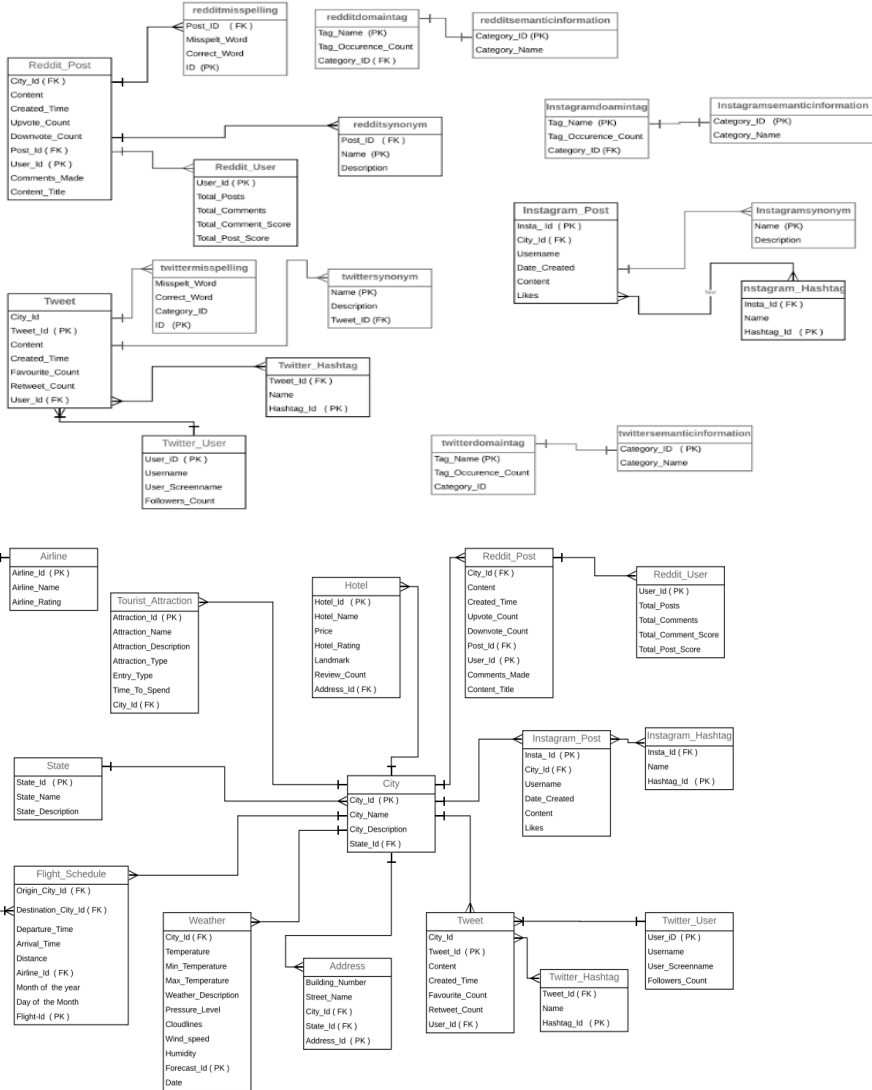 redditmisspelling
Post_ID ( FK )
Misspelt_Word
Correct_Word
ID (PK)
redditdomaintag
Tag_Name (PK)
Tag_Occurence_Count
Category_ID ( FK )
redditsemanticinformation
Category_ID (PK)
Category_Name
Reddit_Post
City_Id ( FK )
Content
Created_Time
Upvote_Count
Downvote_Count
Post_Id ( FK )
User_Id ( PK )
Comments_Made
Content_Title
redditsynonym
Post_ID ( FK )
Name (PK)
Description
Reddit_User
User_Id ( PK )
Total_Posts
Total_Comments
Total_Comment_Score
Total_Post_Score
Instagramdoamintag
Tag_Name (PK)
Tag_Occurence_Count
Category_ID (FK)
Instagramsemanticinformation
Category_ID (PK)
Category_Name
Instagram_Post
Insta_ Id ( PK )
City_Id ( FK )
Username
Date_Created
Content
Likes
Instagramsynonym
Name (PK)
Description
Text
nstagram_Hashtag
Insta_Id ( FK )
Name
Hashtag_Id ( PK )
twittermisspelling
Misspelt_Word
Correct_Word
Category_ID
ID (PK)
twittersynonym
Name (PK)
Description
Tweet_ID (FK)
Tweet
City_Id
Tweet_Id ( PK )
Content
Created_Time
Favourite_Count
Retweet_Count
User_Id ( FK )
Twitter_Hashtag
Tweet_Id ( FK )
Name
Hashtag_Id ( PK )
Twitter_User
User_iD ( PK )
Username
User_Screenname
Followers_Count
twitterdomaintag
Tag_Name (PK)
Tag_Occurence_Count
Category_ID
twittersemanticinformation
Category_ID ( PK)
Category_Name
Airline
Airline_Id ( PK )
Airline_Name
Airline_Rating
Tourist_Attraction
Attraction_Id ( PK )
Attraction_Name
Attraction_Description
Attraction_Type
Entry_Type
Time_To_Spend
City_Id ( FK )
Hotel
Hotel_Id ( PK )
Hotel_Name
Price
Hotel_Rating
Landmark
Review_Count
Address_Id ( FK )
Reddit_Post
City_Id ( FK )
Content
Created_Time
Upvote_Count
Downvote_Count
Post_Id ( FK )
User_Id ( PK )
Comments_Made
Content_Title
Reddit_User
User_Id ( PK )
Total_Posts
Total_Comments
Total_Comment_Score
Total_Post_Score
State
State_Id ( PK )
State_Name
State_Description
City
City_Id ( PK )
City_Name
City_Description
State_Id ( FK )
Instagram_Post
Insta_ Id ( PK )
City_Id ( FK )
Username
Date_Created
Content
Likes
Instagram_Hashtag
Insta_Id ( FK )
Name
Hashtag_Id ( PK )
Flight_Schedule
Origin_City_Id ( FK )
Destination_City_Id ( FK )
Departure_Time
Arrival_Time
Distance
Airline_Id ( FK )
Month of the year
Day of the Month
Flight-Id ( PK )
Weather
City_Id ( FK )
Temperature
Min_Temperature
Max_Temperature
Weather_Description
Pressure_Level
Cloudlines
Wind_speed
Humidity
Forecast_Id ( PK )
Date
Address
Building_Number
Street_Name
City_Id ( FK )
State_Id ( FK )
Address_Id ( PK )
Tweet
City_Id
Tweet_Id ( PK )
Content
Created_Time
Favourite_Count
Retweet_Count
User_Id ( FK )
Twitter_User
User_iD ( PK )
Username
User_Screenname
Followers_Count
Twitter_Hashtag
Tweet_Id ( FK )
Name
Hashtag_Id ( PK )